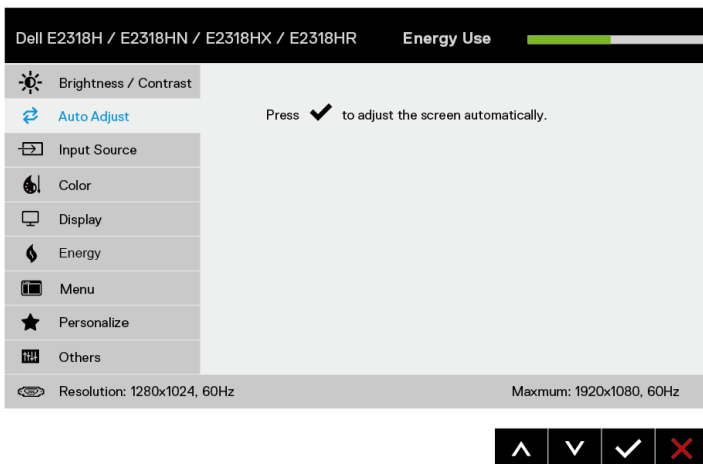 Dell E2318H / E2318HN / E2318HX / E2318HR Energy Use
Brightness / Contrast
Auto Adjust
Press ✔ to adjust the screen automatically.
Input Source
Color
Display
Energy
Menu
Personalize
Others
Resolution: 1280x1024, 60Hz Maxmum: 1920x1080, 60Hz